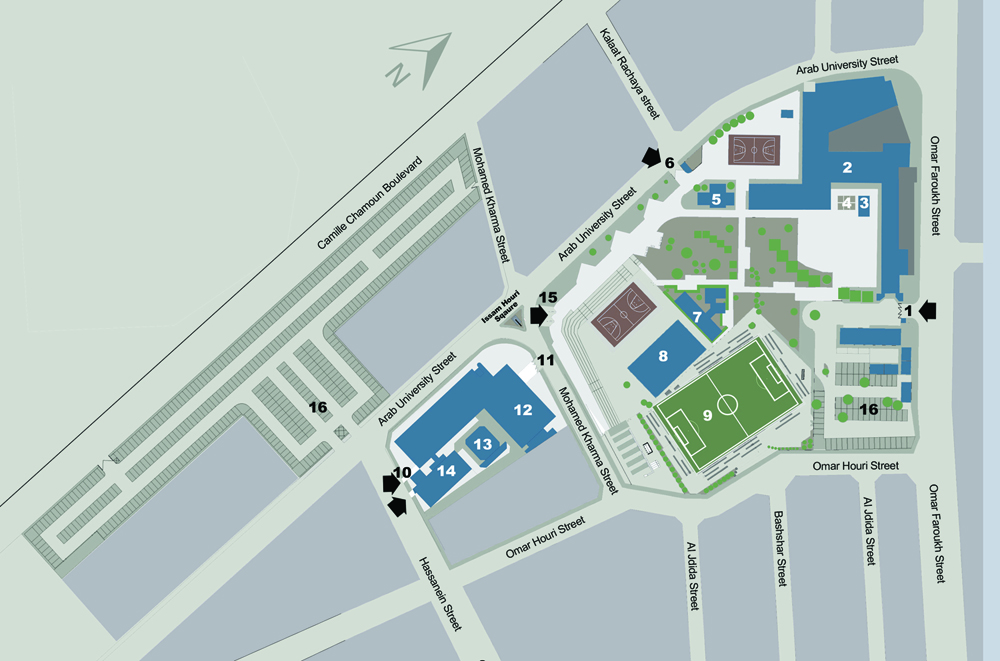 Kalaat Rachaya street
Arab University Street
N
Omar Faroukh Street
Camille Chamoun Boulevard
Mohamed Kharma Street
Arab University Street
6
2
5
4
3
15
Issam Houri
Sqaure
1
7
8
11
Arab University Street
16
12
9
16
Mohamed Kharma Street
13
14
10
Omar Houri Street
Omar Houri Street
Hassanein Street
Al Jdida Street
Bashshar Street
Al Jdida Street
Omar Faroukh Street